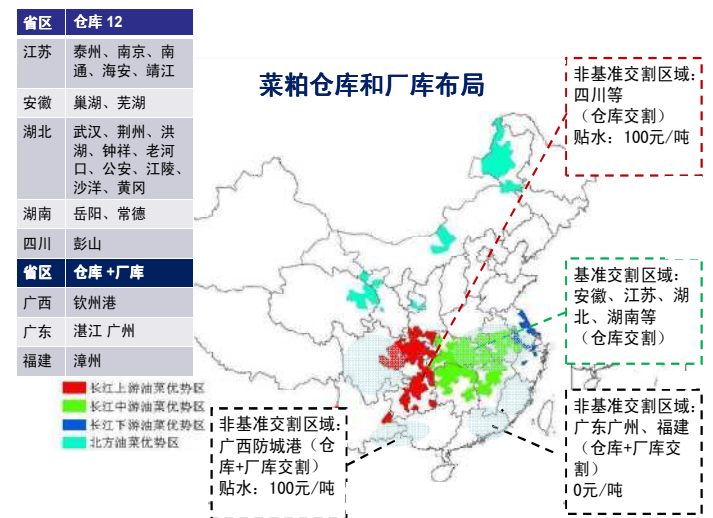 菜粕仓库和厂库布局
省区 仓库 12
江苏 泰州、南京、南
通、海安、靖江
安徽 巢湖、芜湖
湖北 武汉、荆州、洪
湖、钟祥、老河
口、公安、江陵、
沙洋、黄冈
湖南 岳阳、常德
四川 彭山
省区 仓库 +厂库
广西 钦州港
广东 湛江 广州
福建 漳州
长江上游油菜优势区
长江中游油菜优势区
长江下游油菜优势区
北方油菜优势区
非基准交割区域：
四川等
（仓库交割）
贴水：100元/吨
基准交割区域：
安徽、江苏、湖
北、湖南等
（仓库交割）
非基准交割区域：
广西防城港（仓
库+厂库交割）
贴水：100元/吨
非基准交割区域：
广东广州、福建
（仓库+厂库交
割）
0元/吨